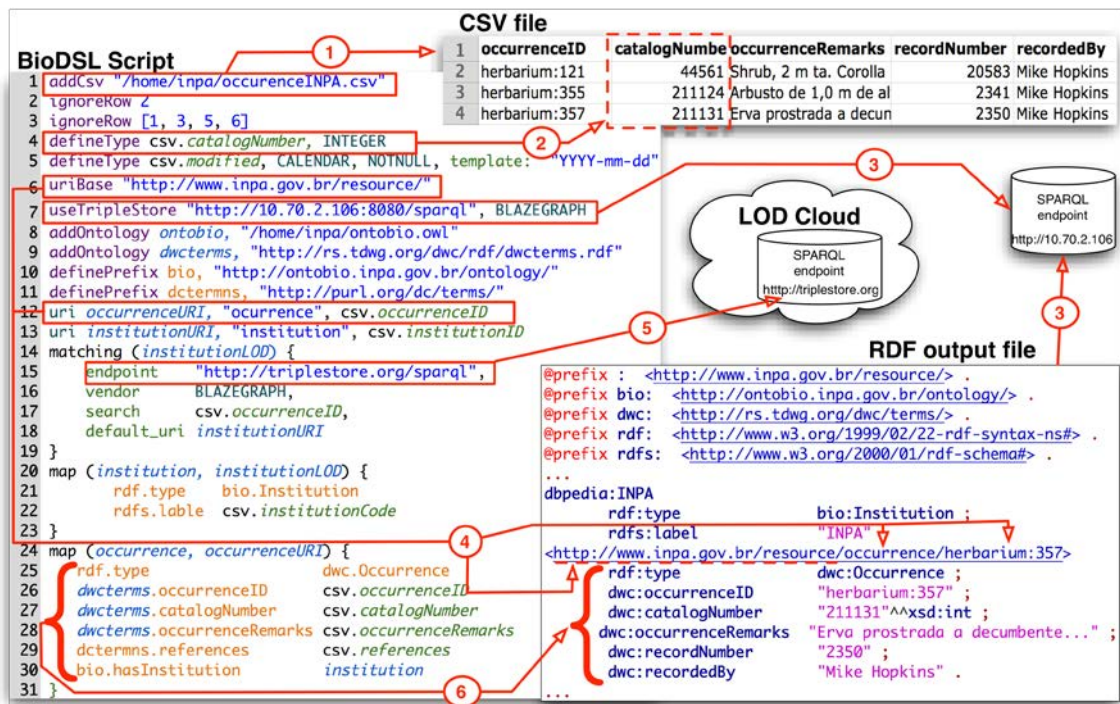 CSV file
1 occurrenceID catalogNumbe occurrenceRemarks recordNumber recordedBy
2 herbarium:121 44561 Shrub, 2 m ta. Corolla 20583 Mike Hopkins
3 herbarium:355 211124 Arbusto de 1,0 m de al 2341 Mike Hopkins
4 herbarium:357 211131 Erva prostrada a decun 2350 Mike Hopkins
1
2
BioDSL Script
1 addCsv "/home/inpa/occurenceINPA.csv"
2 ignoreRow 2
3 ignoreRow [1, 3, 5, 6]
4 defineType csv.catalogNumber, INTEGER
5 defineType csv.modified, CALENDAR, NOTNULL, template: "YYYY-mm-dd"
6 uriBase "http://www.inpa.gov.br/resource/"
7 useTripleStore "http://10.70.2.106:8080/sparql", BLAZEGRAPH
8 addOntology ontobio, "/home/inpa/ontobio.owl"
9 addOntology dwcterms, "http://rs.tdwg.org/dwc/rdf/dwcterms.rdf"
10 definePrefix bio, "http://ontobio.inpa.gov.br/ontology/"
11 definePrefix dctermns, "http://purl.org/dc/terms/"
12 uri occurrenceURI, "ocurrence", csv.occurrenceID
13 uri institutionURI, "institution", csv.institutionID
14 matching (institutionLOD) {
15 endpoint "http://triplestore.org/sparql",
16 vendor BLAZEGRAPH,
17 search csv.occurrenceID,
18 default_uri institutionURI
19 }
20 map (institution, institutionLOD) {
21 rdf.type bio.Institution
22 rdfs.lable csv.institutionCode
23 }
24 map (occurrence, occurrenceURI) {
25 rdf.type dwc.Occurrence
26 dwcterms.occurrenceID csv.occurrenceID
27 dwcterms.catalogNumber csv.catalogNumber
28 dwcterms.occurrenceRemarks csv.occurrenceRemarks
29 dctermns.references csv.references
30 bio.hasInstitution institution
31 }
3
LOD Cloud
SPARQL
endpoint
htttp://triplestore.org
SPARQL
endpoint
http://10.70.2.106
3
5
4
6
RDF output file
@prefix : <http://www.inpa.gov.br/resource/> .
@prefix bio: <http://ontobio.inpa.gov.br/ontology/> .
@prefix dwc: <http://rs.tdwg.org/dwc/terms/> .
@prefix rdf: <http://www.w3.org/1999/02/22-rdf-syntax-ns#> .
@prefix rdfs: <http://www.w3.org/2000/01/rdf-schema#> .
...
dbpedia:INPA
rdf:type bio:Institution ;
rdfs:label "INPA" .
<http://www.inpa.gov.br/resource/occurrence/herbarium:357>
rdf:type dwc:Occurrence ;
dwc:occurrenceID "herbarium:357" ;
dwc:catalogNumber "211131"^^xsd:int ;
dwc:occurrenceRemarks "Erva prostrada a decumbente..." ;
dwc:recordNumber "2350" ;
dwc:recordedBy "Mike Hopkins" .
...